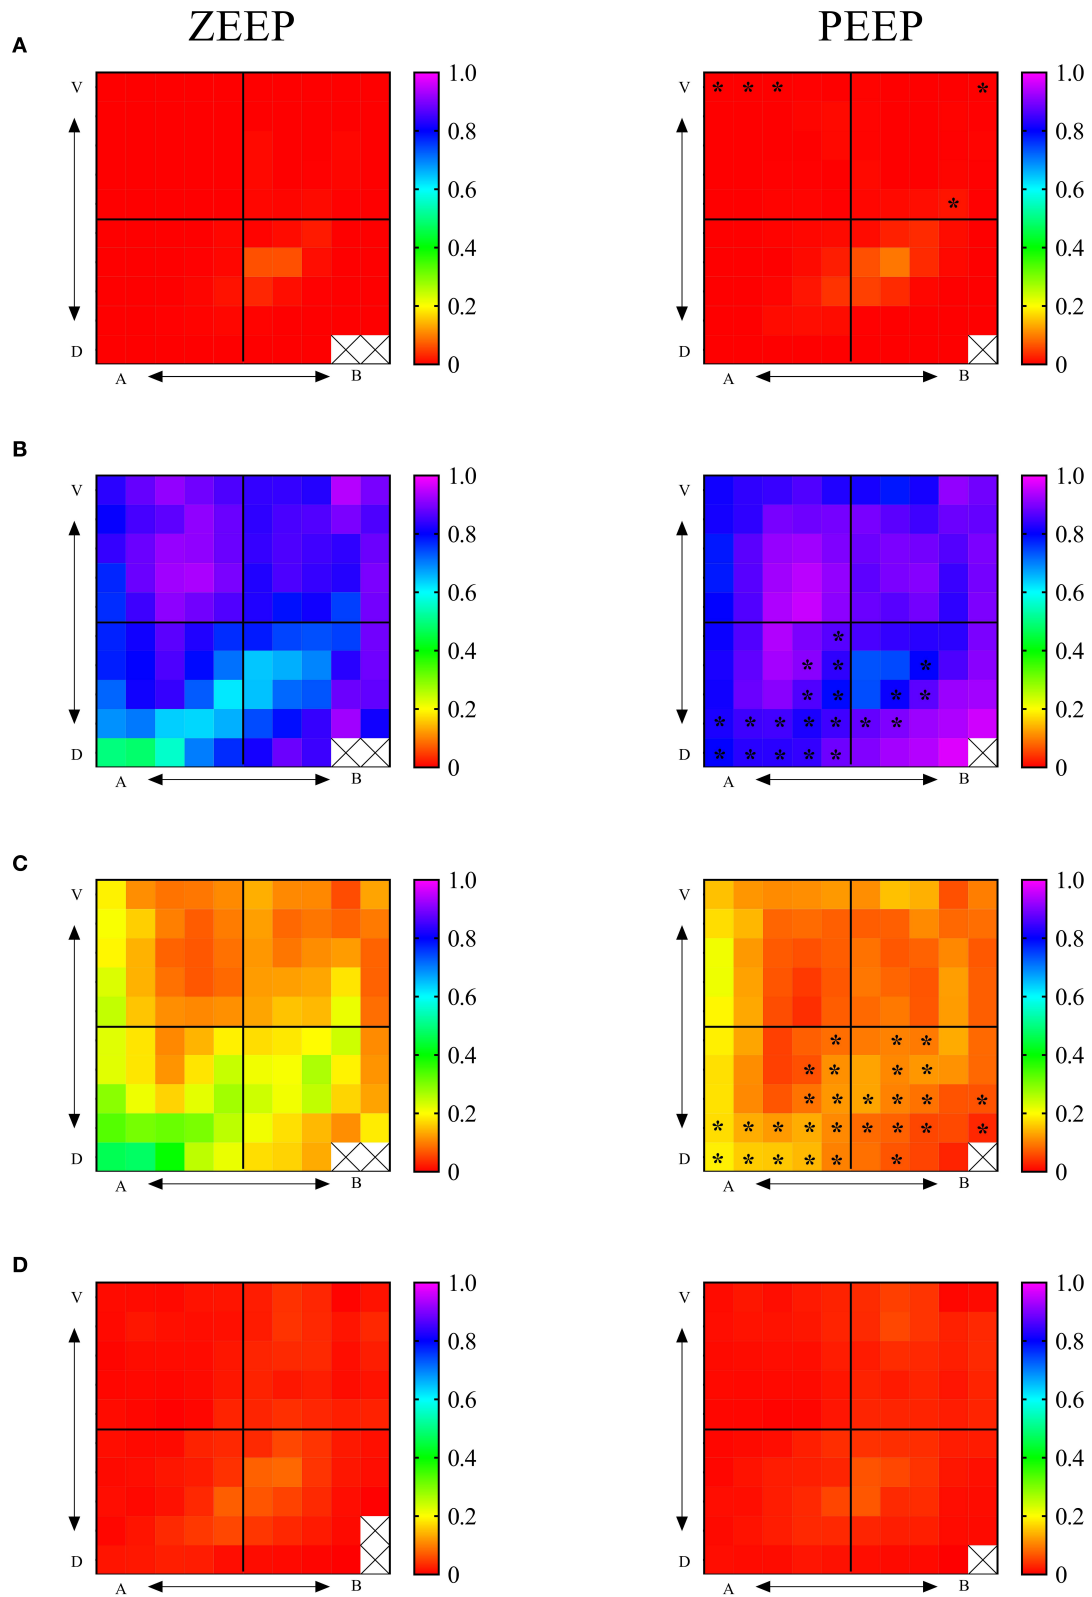 ZEEP PEEP
A
V 1.0 V * * * * 1.0
0.8 0.8
0.6 0.6
* 
0.4 0.4
0.2 0.2
D 0 D 0
A B A B
B
V 1.0 V 1.0
0.8 0.8
0.6 0.6
*
0.4 0.4
* * *
* * * *
0.2 0.2
* * * * * * *
D 0 D * * * * * 0
A B A B
C
V 1.0 V 1.0
0.8 0.8
0.6 0.6
* * *
0.4 0.4
* * * *
* * * * * *
0.2 0.2
* * * * * * * * *
D 0 D * * * * * * 0
A B A B
D
V 1.0 V 1.0
0.8 0.8
0.6 0.6
0.4 0.4
0.2 0.2
D 0 D 0
A B A B